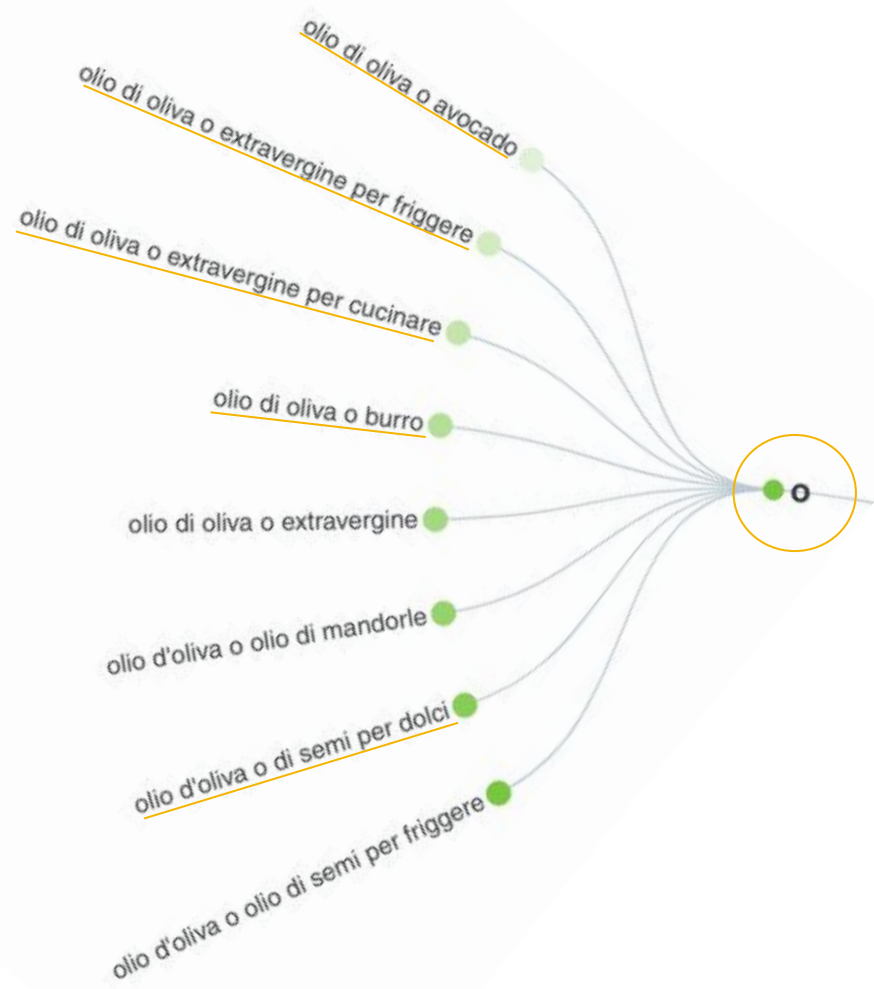 olio di oliva o avocado
olio di oliva o extravergine per friggere
olio di oliva o extravergine per cucinare
olio di oliva o burro
olio di oliva o extravergine
olio d'oliva o olio di mandorle
olio d'oliva o di semi per dolci
olio d'oliva o olio di semi per friggere
o